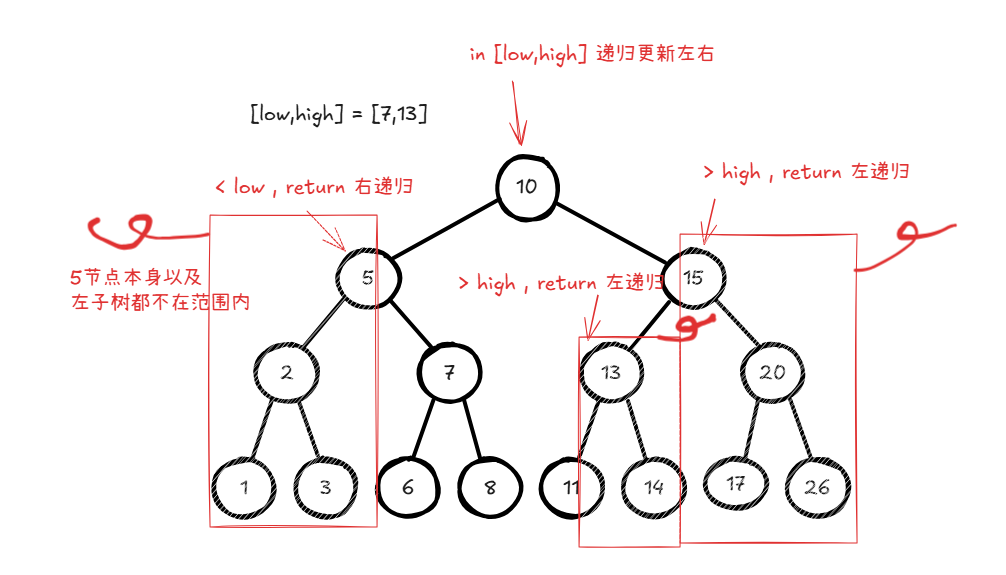 in [low,high] 递归更新左右
[low,high] = [7,13]
< low , return 右递归
> high , return 左递归
10
5节点本身以及
左子树都不在范围内
5
> high , return 左递归
15
2
7
13
20
1
3
6
8
11
14
17
26